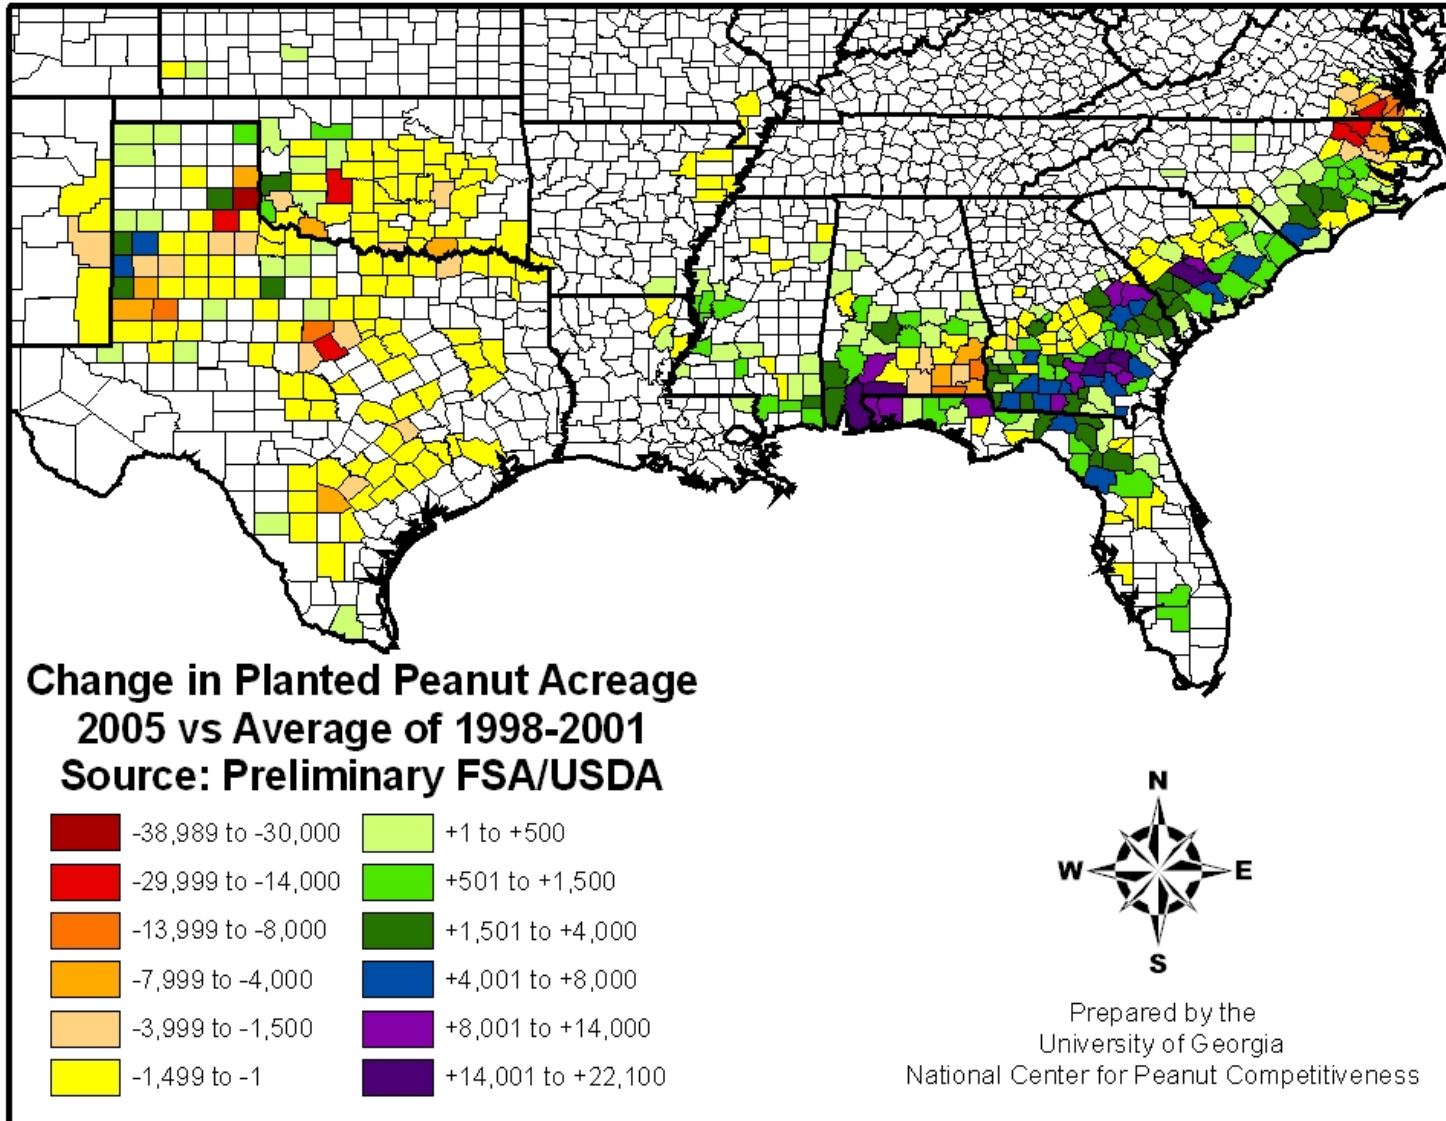 Change in Planted Peanut Acreage
2005 vs Average of 1998-2001
Source: Preliminary FSA/USDA
-38,989 to -30,000
-29,999 to -14,000
-13,999 to -8,000
-7,999 to -4,000
-3,999 to -1,500
-1,499 to -1
+1 to +500
+501 to +1,500
+1,501 to +4,000
+4,001 to +8,000
+8,001 to +14,000
+14,001 to +22,100
N
W
E
S
Prepared by the
University of Georgia
National Center for Peanut Competitiveness